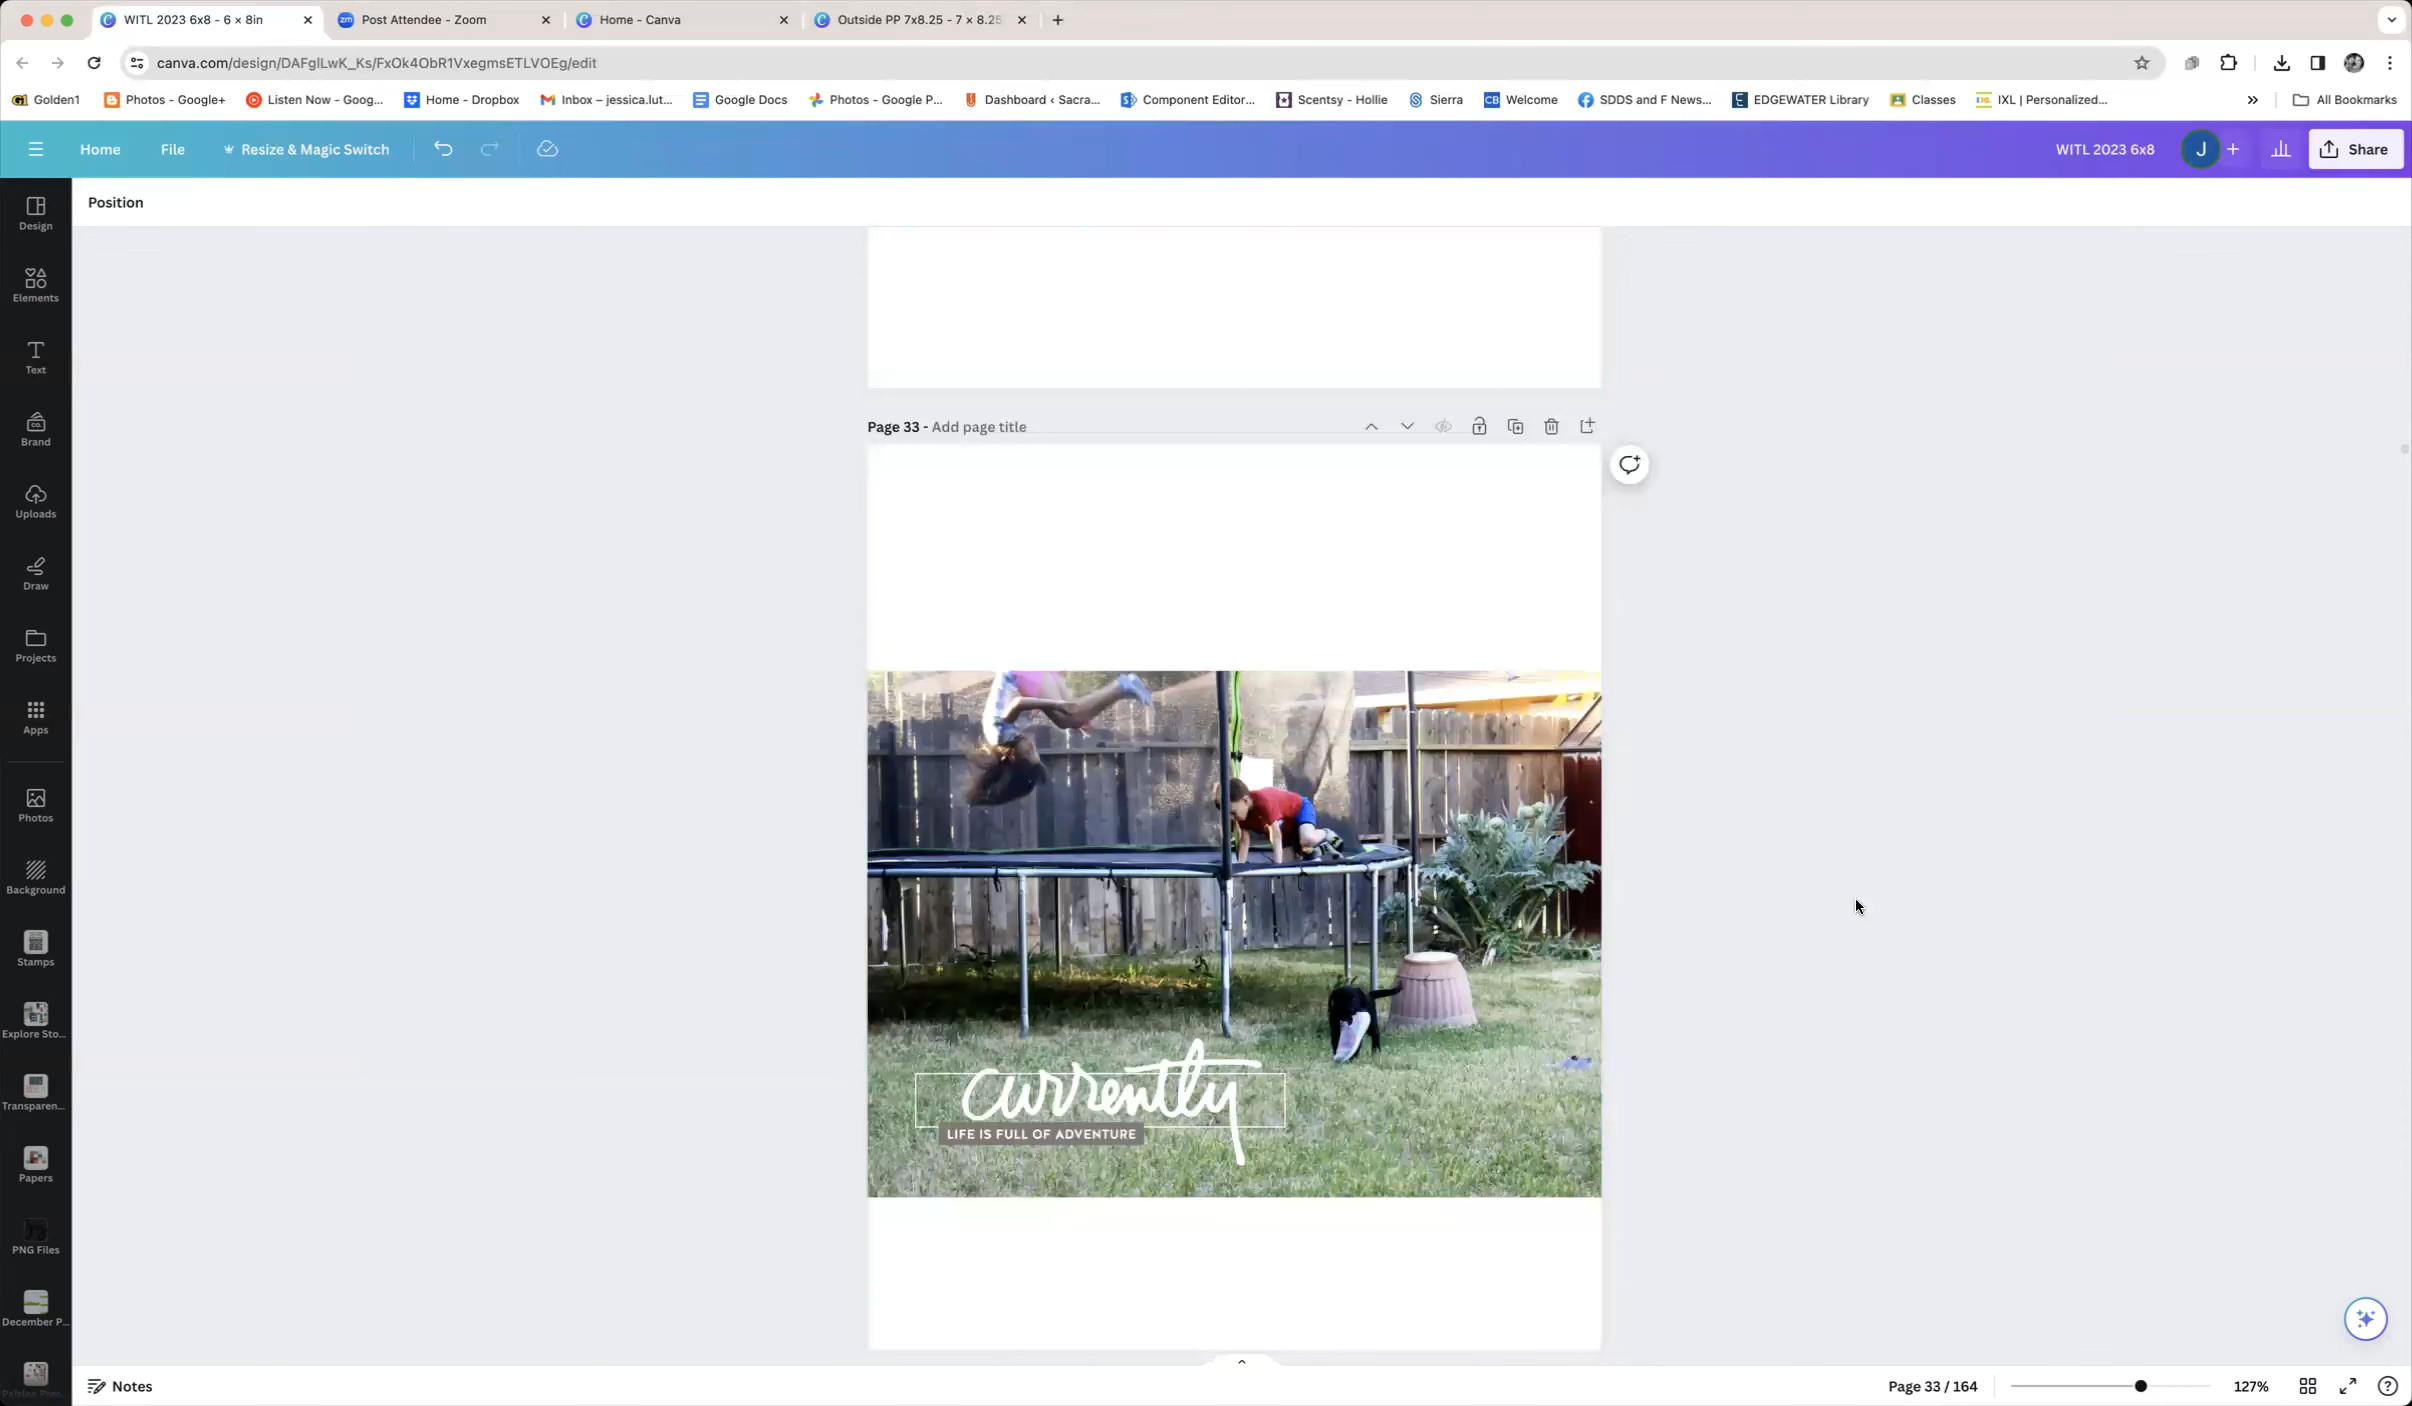 WITL 2023 6x8 - 6 × 8in
Post Attendee - Zoom
Home - Canva
Outside PP 7x8.25 - 7 × 8.25
canva.com/design/DAFglLwK_Ks/FxOk4ObR1VxegmsETLVOEg/edit
Golden1
Photos - Google+
Listen Now - Goog...
Home - Dropbox
Inbox – jessica.lut...
Google Docs
Photos - Google P...
Dashboard ‹ Sacra...
Component Editor...
Scentsy - Hollie
Sierra
CB Welcome
SDDS and F News...
EDGEWATER Library
Classes
IXL | Personalized...
All Bookmarks
Home
File
Resize & Magic Switch
WITL 2023 6x8
J
Share
Position
Design
Elements
Text
Brand
Uploads
Draw
Projects
Apps
Photos
Background
Stamps
Explore Sto...
Transparen...
Papers
PNG Files
December P...
Page 33 - Add page title
currently
LIFE IS FULL OF ADVENTURE
Notes
Page 33 / 164
127%